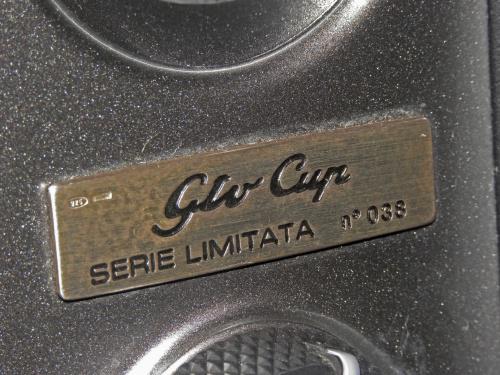 Gtv Cup
SERIE LIMITATA n° 038